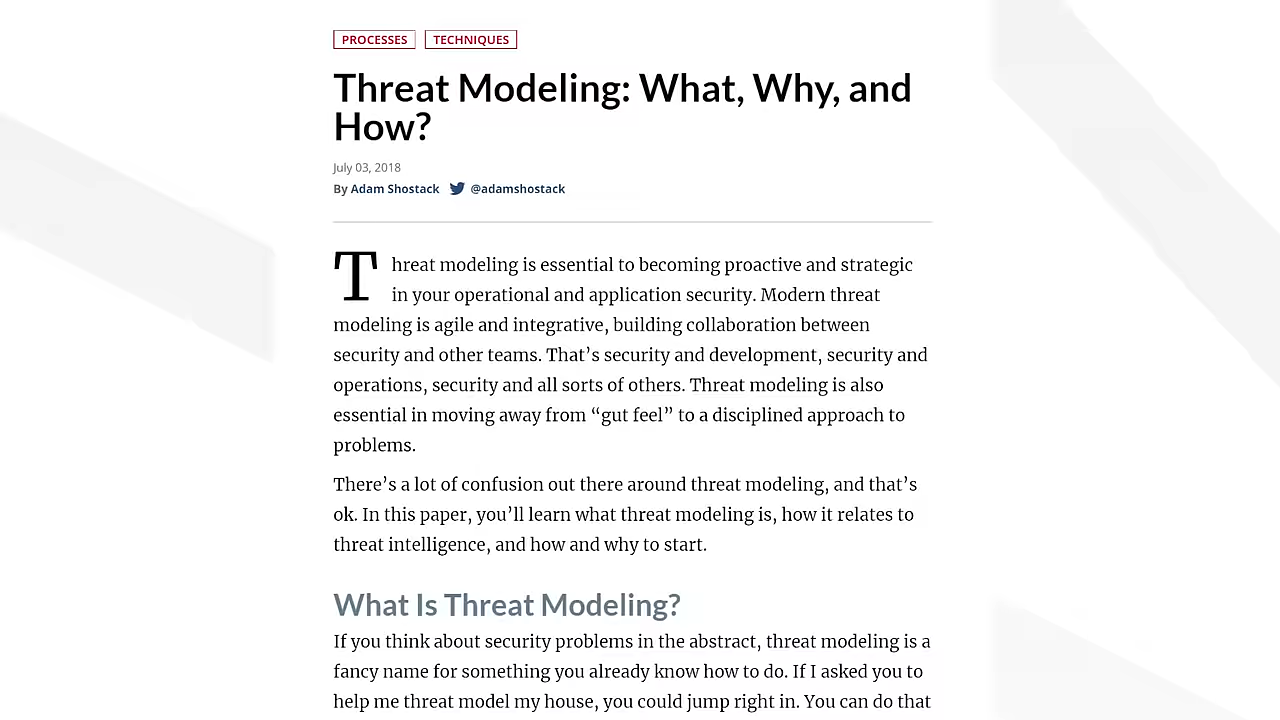 PROCESSES TECHNIQUES
Threat Modeling: What, Why, and
How?
July 03, 2018
By Adam Shostack @adamshostack
Threat modeling is essential to becoming proactive and strategic
in your operational and application security. Modern threat
modeling is agile and integrative, building collaboration between
security and other teams. That’s security and development, security and
operations, security and all sorts of others. Threat modeling is also
essential in moving away from “gut feel” to a disciplined approach to
problems.
There’s a lot of confusion out there around threat modeling, and that’s
ok. In this paper, you’ll learn what threat modeling is, how it relates to
threat intelligence, and how and why to start.
What Is Threat Modeling?
If you think about security problems in the abstract, threat modeling is a
fancy name for something you already know how to do. If I asked you to
help me threat model my house, you could jump right in. You can do that